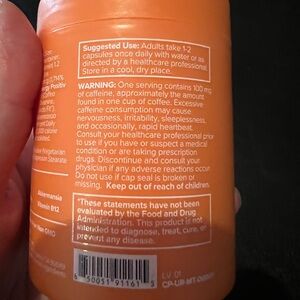 Suggested Use: Adults take 1-2
capsules once daily with water or as
directed by a healthcare professional.
Store in a cool, dry place.
WARNING: One serving contains 100 mg
of caffeine, approximately the amount
found in one cup of coffee. Excessive
caffeine consumption may cause
nervousness, irritability, sleeplessness,
and occasionally, rapid heartbeat.
Consult your healthcare professional prior
to use if you have or suspect a medical
condition or are taking prescription
drugs. Discontinue and consult your
physician if any adverse reactions occur.
Do not use if cap seal is broken or
missing. Keep out of reach of children.
*These statements have not been
evaluated by the Food and Drug
Administration. This product is not
intended to diagnose, treat, cure, or
prevent any disease.
Akkermansia
Vitamin B12
Non-GMO
LV.01